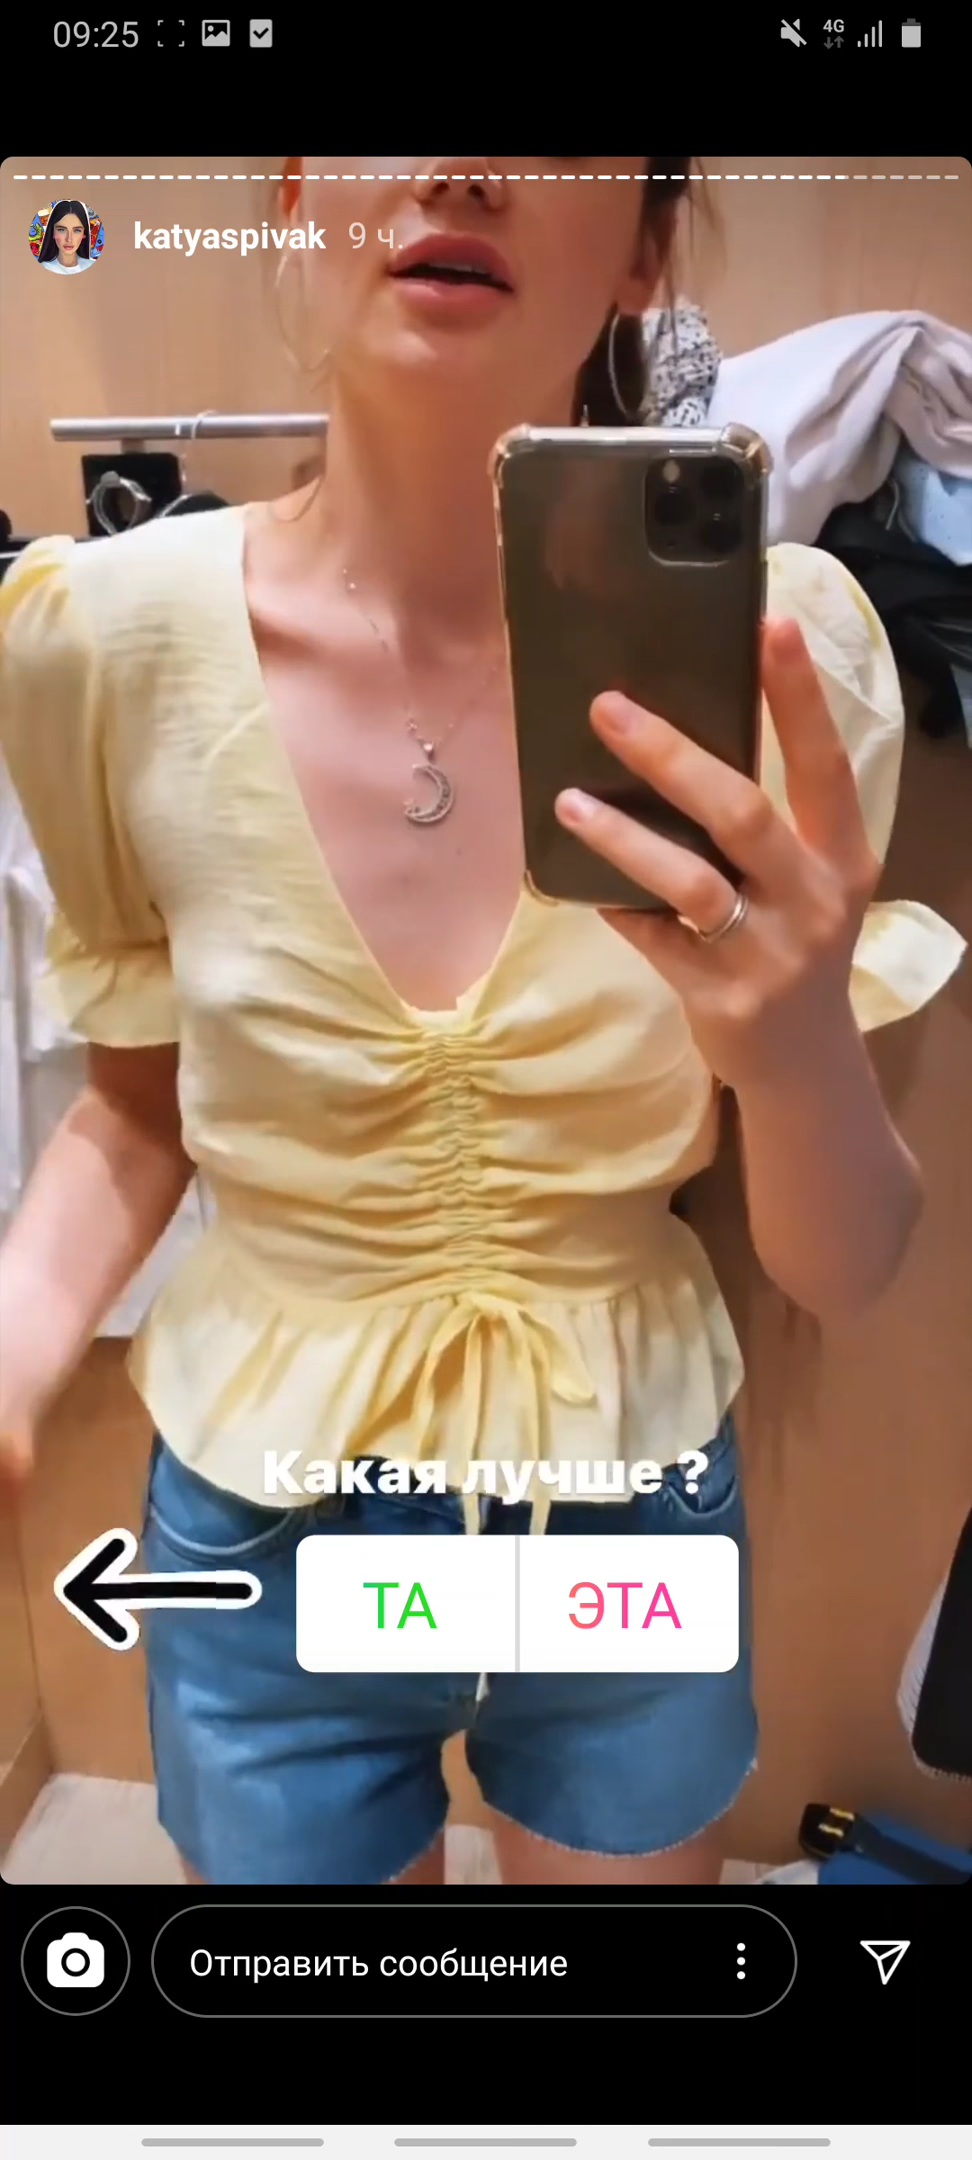 09:25
4G
katyaspivak 9 ч.
Какая лучше ?
ТА ЭТА
Отправить сообщение